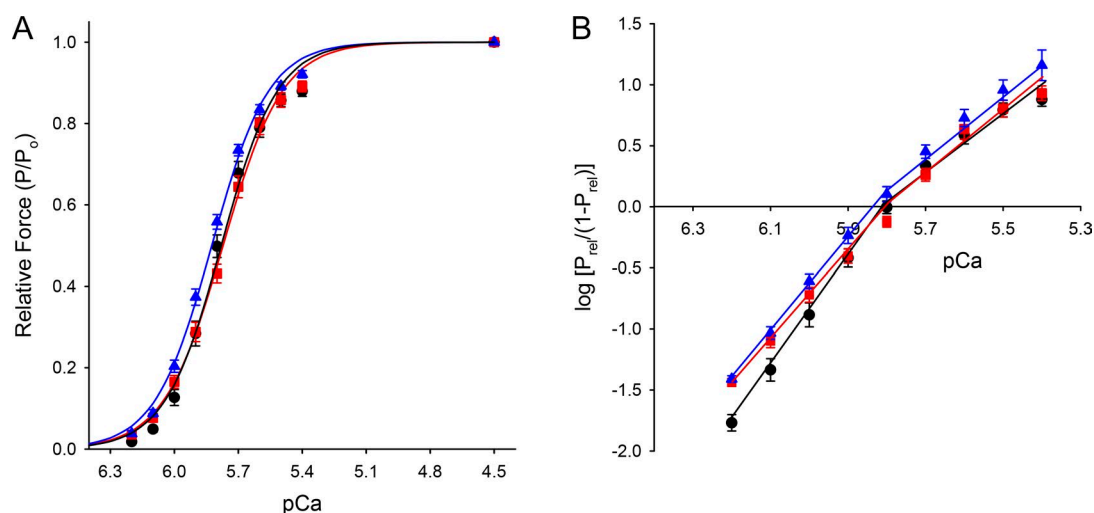 A
Relative Force (P/Po)
1.0
0.8
0.6
0.4
0.2
0.0
6.3 6.0 5.7 5.4 5.1 4.8 4.5
pCa
B
log [Prel/(1-Prel)]
1.5
1.0
0.5
0.0
-0.5
-1.0
-1.5
-2.0
6.3 6.1 5.9 5.7 5.5 5.3
pCa